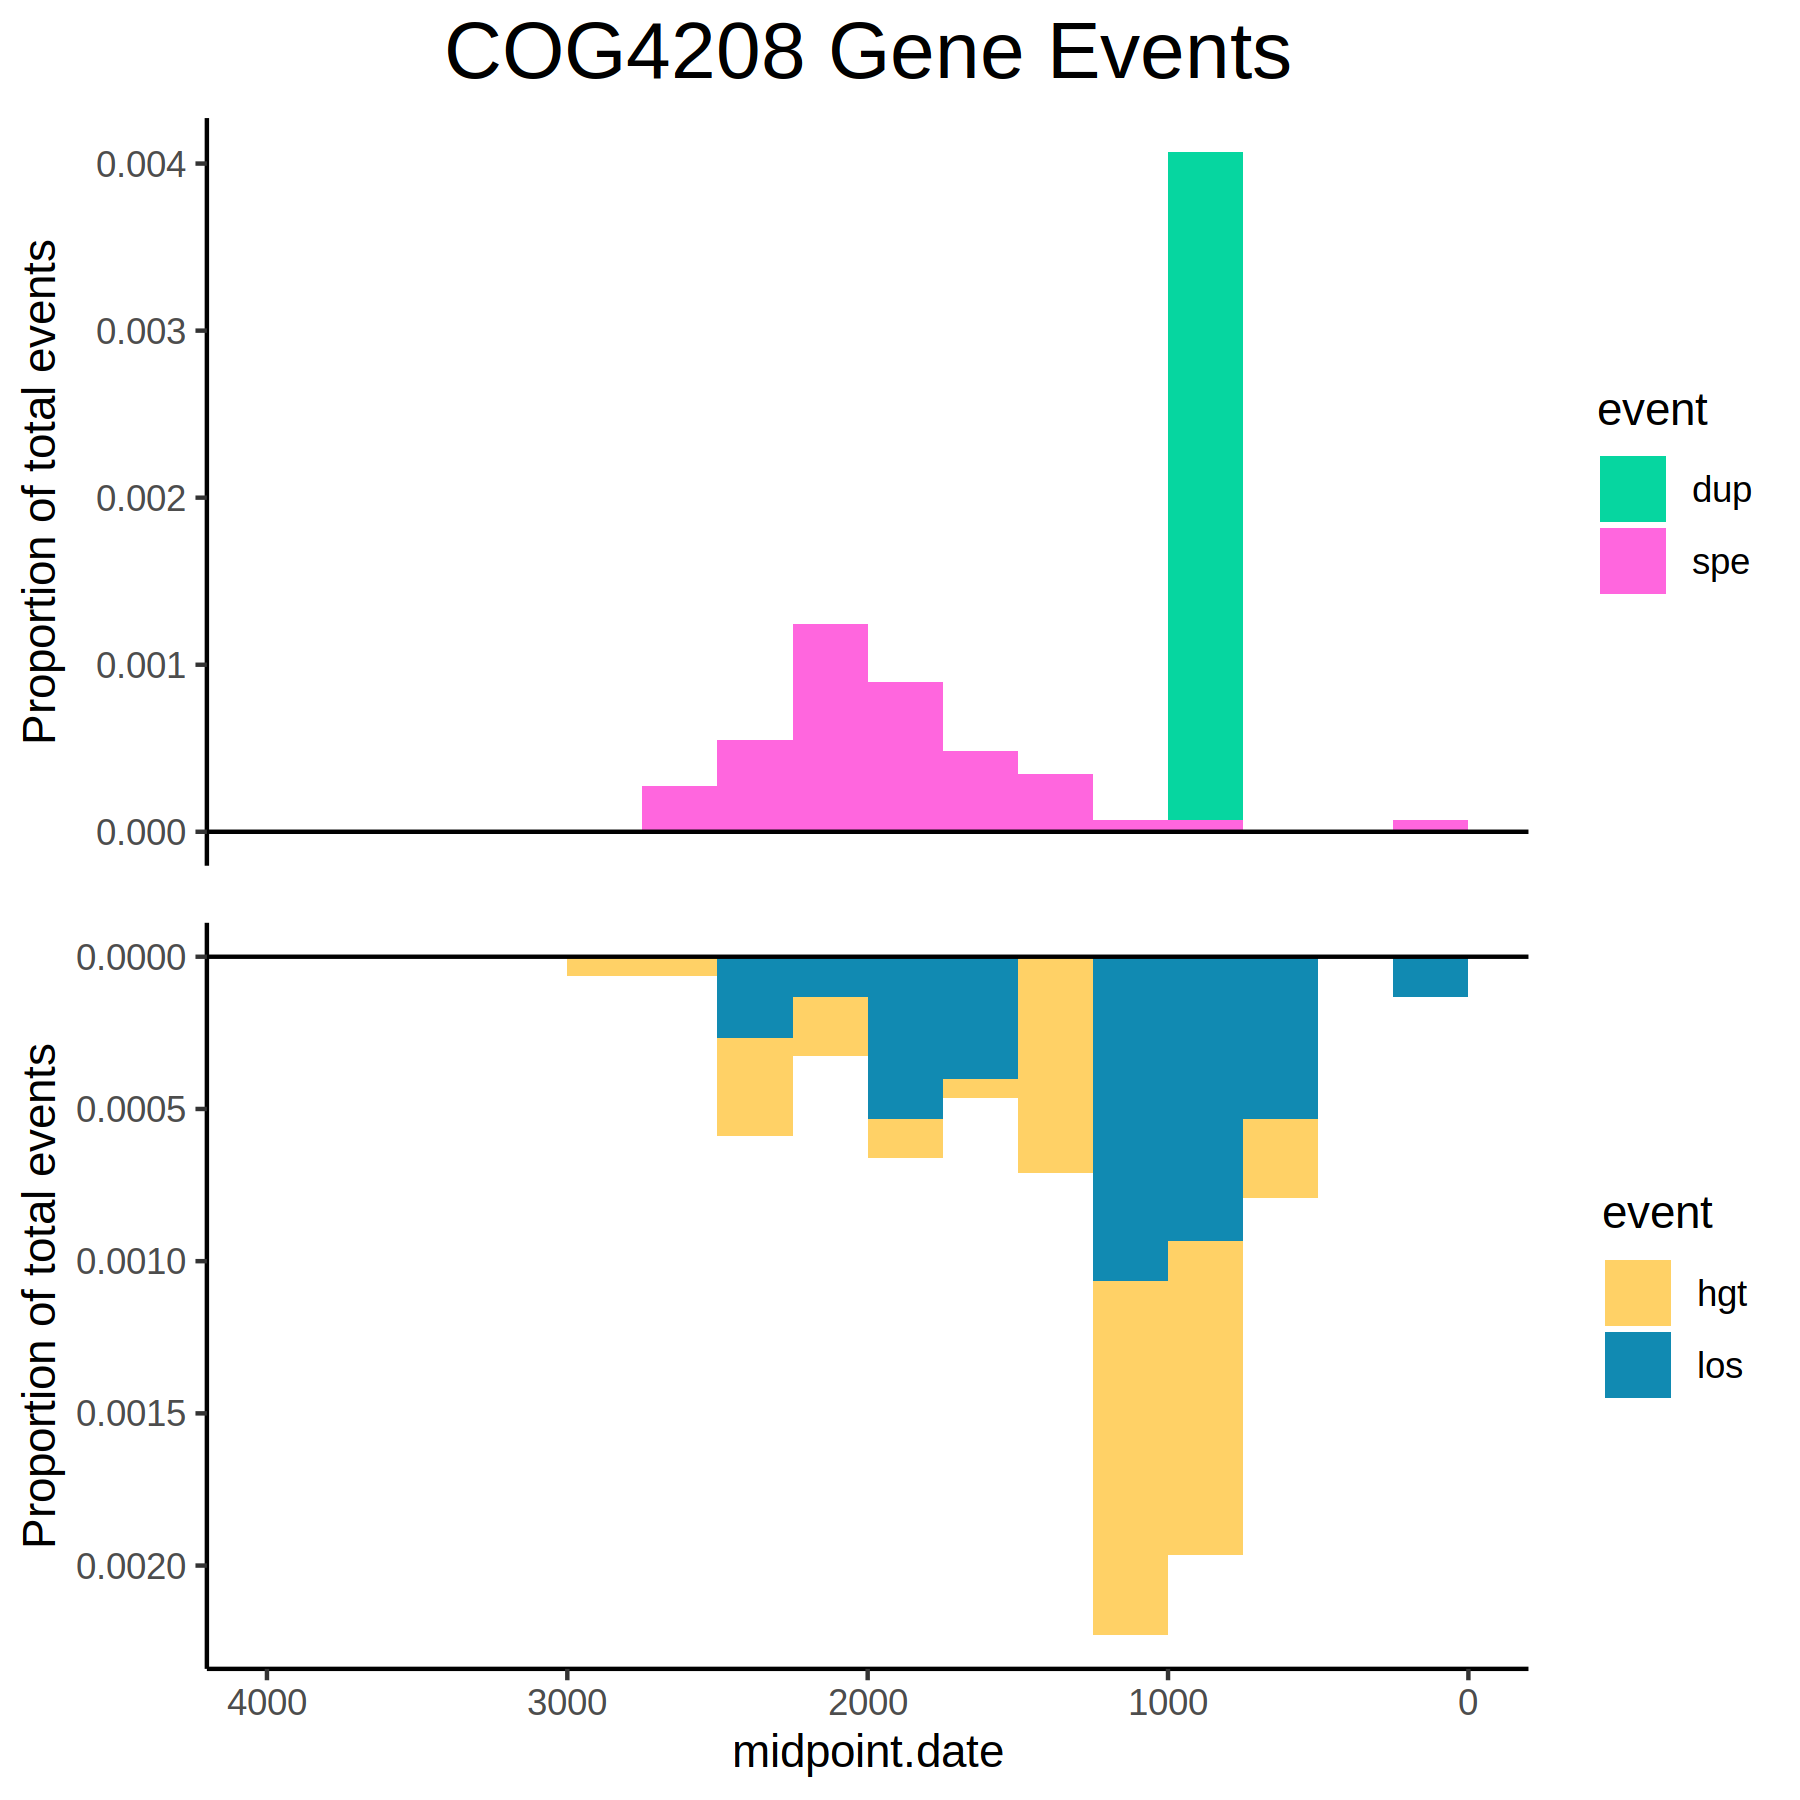 COG4208 Gene Events
Proportion of total events
0.004
0.003
0.002
0.001
0.000
event
dup
spe
Proportion of total events
0.0000
0.0005
0.0010
0.0015
0.0020
event
hgt
los
4000 3000 2000 1000 0
midpoint.date